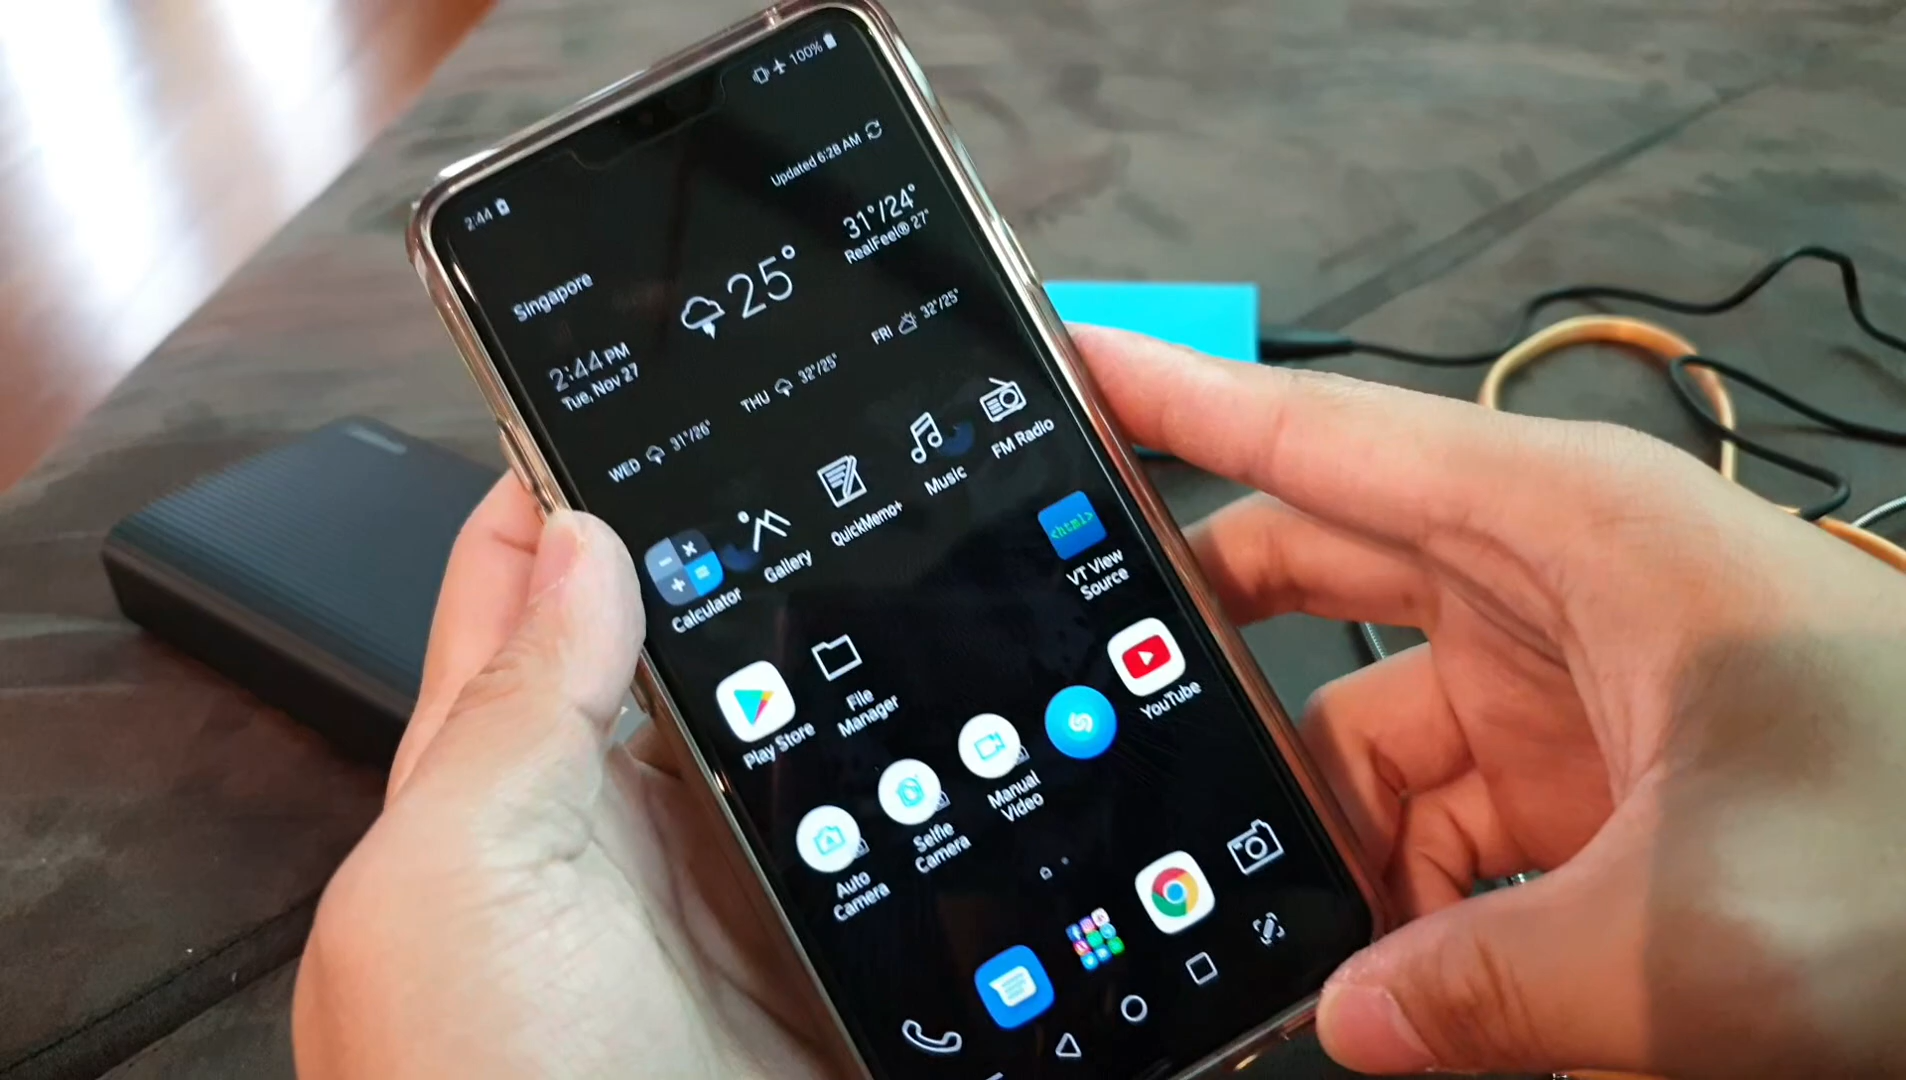 2:44
100%
Updated 6:28 AM
Singapore
25°
31°/24°
RealFeel® 27°
2:44 PM
Tue, Nov 27
WED 31°/26°
THU 32°/25°
FRI 32°/25°
Calculator
Gallery
QuickMemo+
Music
FM Radio
<html>
VT View
Source
Play Store
File
Manager
YouTube
Auto
Camera
Selfie
Camera
Manual
Video